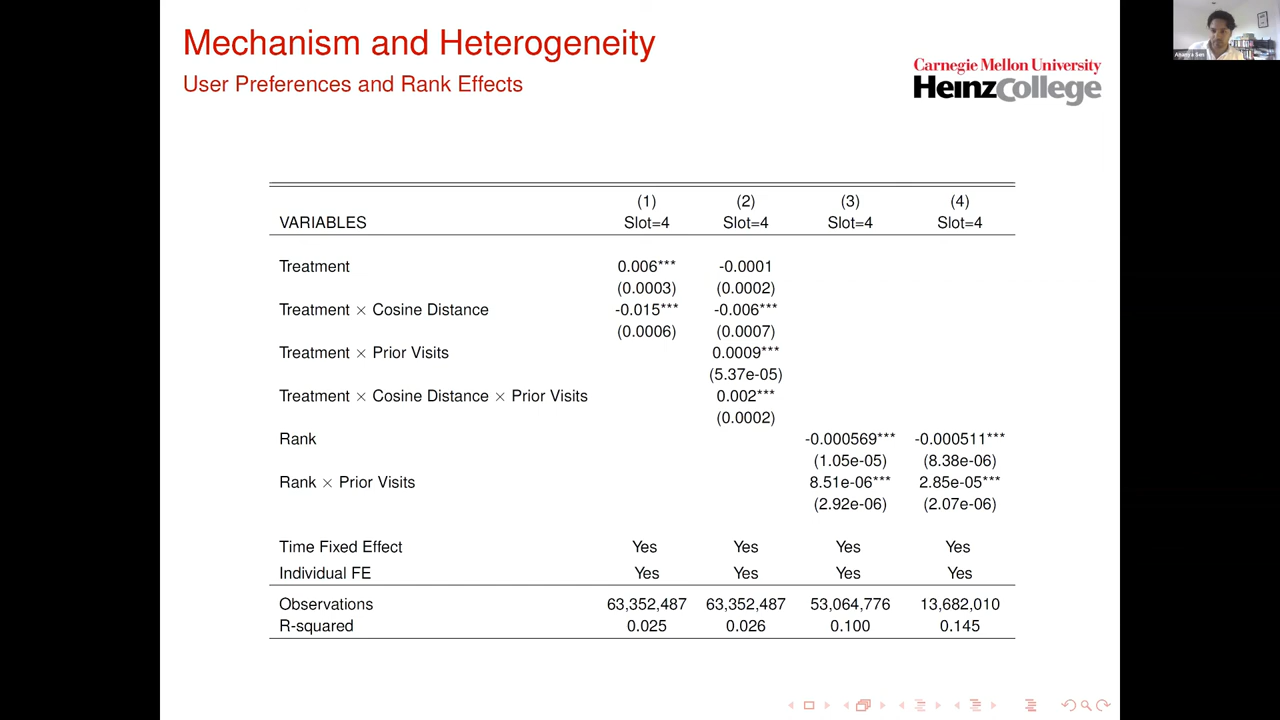 Mechanism and Heterogeneity
User Preferences and Rank Effects
Carnegie Mellon University
HeinzCollege
(1) (2) (3) (4)
VARIABLES Slot=4 Slot=4 Slot=4 Slot=4
Treatment 0.006*** -0.0001
(0.0003) (0.0002)
Treatment × Cosine Distance -0.015*** -0.006***
(0.0006) (0.0007)
Treatment × Prior Visits 0.0009***
(5.37e-05)
Treatment × Cosine Distance × Prior Visits 0.002***
(0.0002)
Rank -0.000569*** -0.000511***
(1.05e-05) (8.38e-06)
Rank × Prior Visits 8.51e-06*** 2.85e-05***
(2.92e-06) (2.07e-06)
Time Fixed Effect Yes Yes Yes Yes
Individual FE Yes Yes Yes Yes
Observations 63,352,487 63,352,487 53,064,776 13,682,010
R-squared 0.025 0.026 0.100 0.145